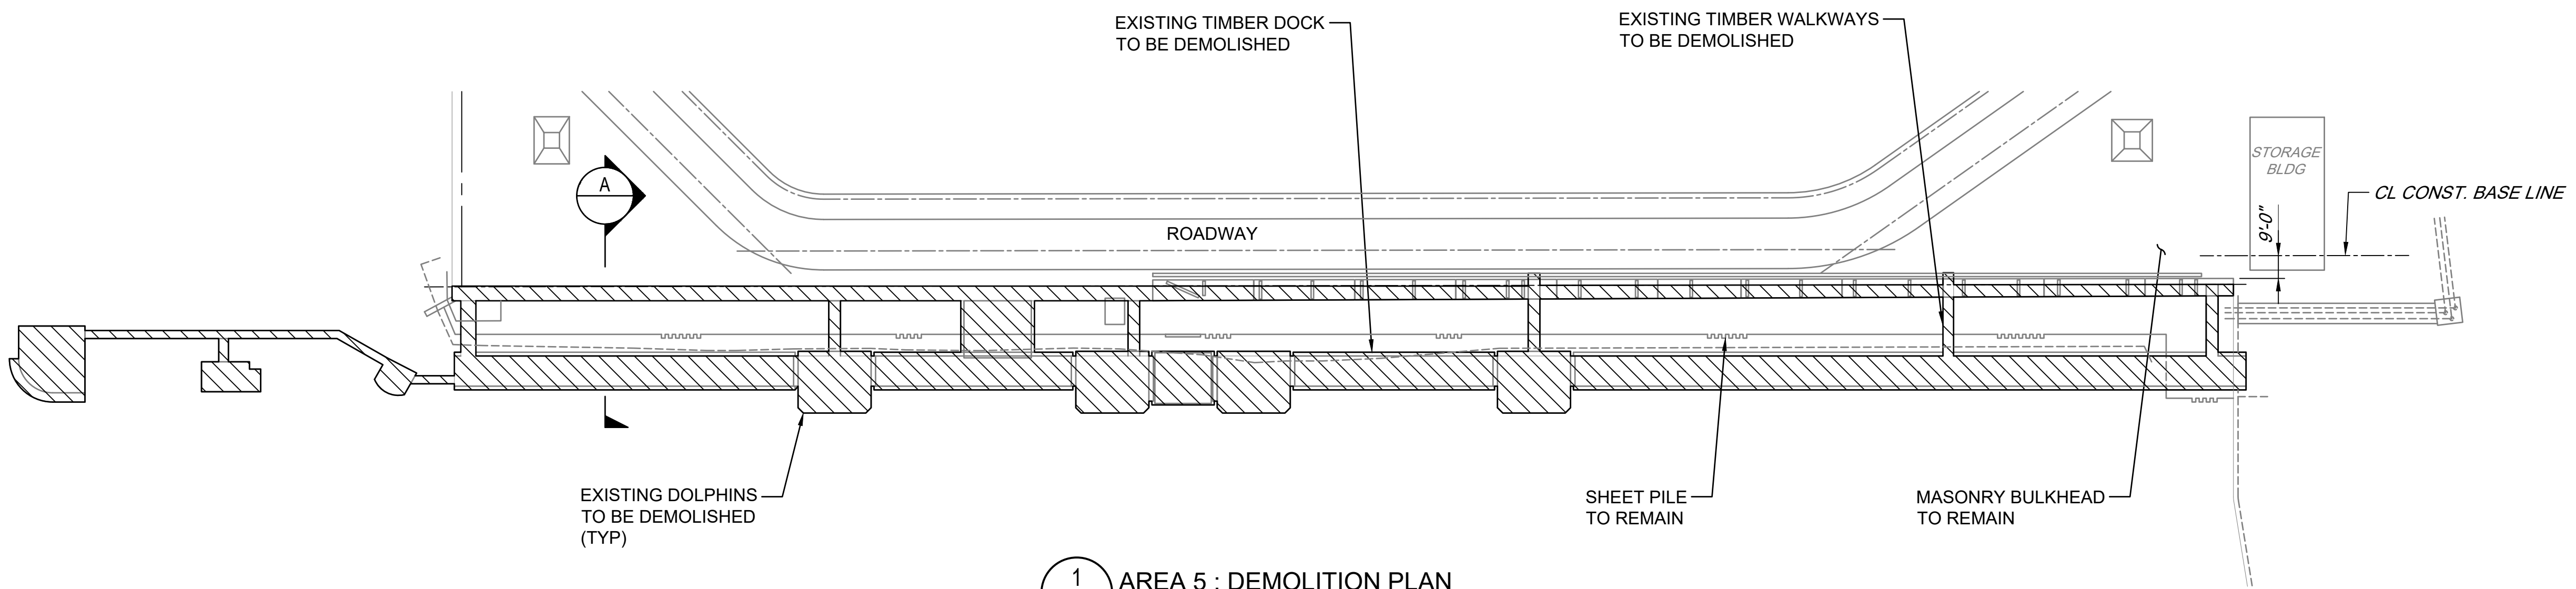 EXISTING TIMBER DOCK
TO BE DEMOLISHED
EXISTING TIMBER WALKWAYS
TO BE DEMOLISHED
STORAGE
BLDG
A
CL CONST. BASE LINE
9'-0"
ROADWAY
EXISTING DOLPHINS
TO BE DEMOLISHED
(TYP)
SHEET PILE
TO REMAIN
MASONRY BULKHEAD
TO REMAIN
1
AREA 5 : DEMOLITION PLAN